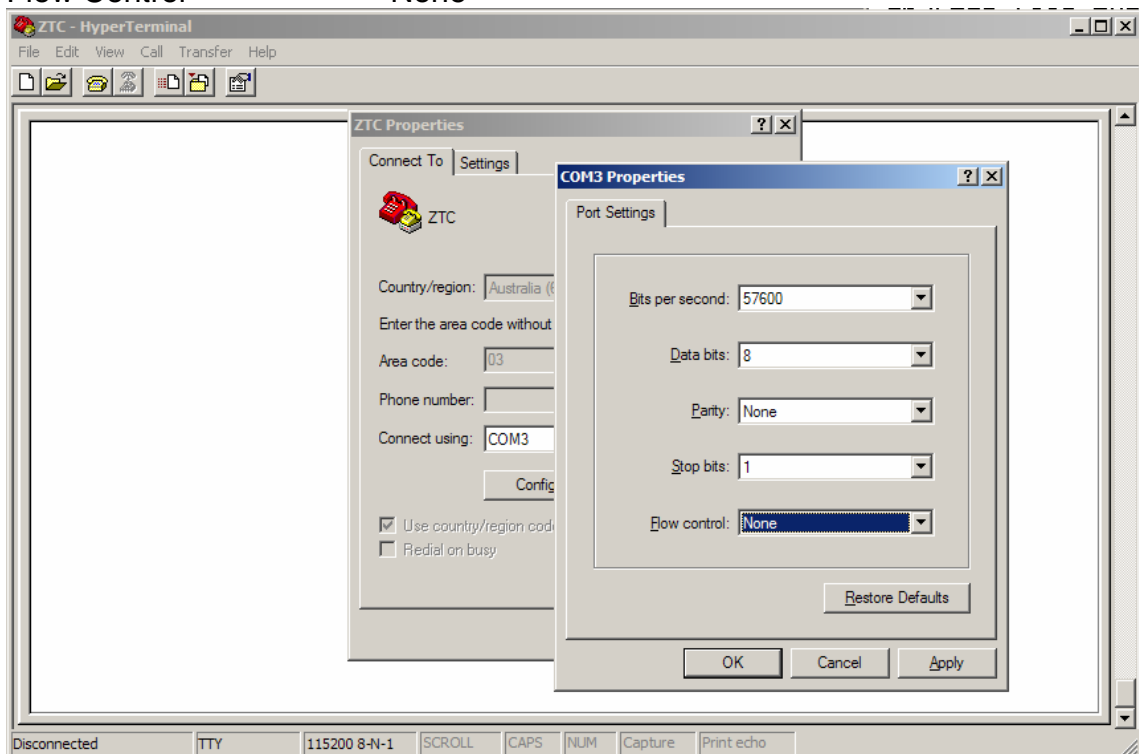 Flow Control None
ZTC - HyperTerminal
File Edit View Call Transfer Help
ZTC Properties
Connect To Settings
ZTC
Country/region: Australia (6
Enter the area code without
Area code: 03
Phone number:
Connect using: COM3
Config
Use country/region code
Redial on busy
COM3 Properties
Port Settings
Bits per second: 57600
Data bits: 8
Parity: None
Stop bits: 1
Flow control: None
Restore Defaults
OK Cancel Apply
Disconnected TTY 115200 8-N-1 SCROLL CAPS NUM Capture Print echo